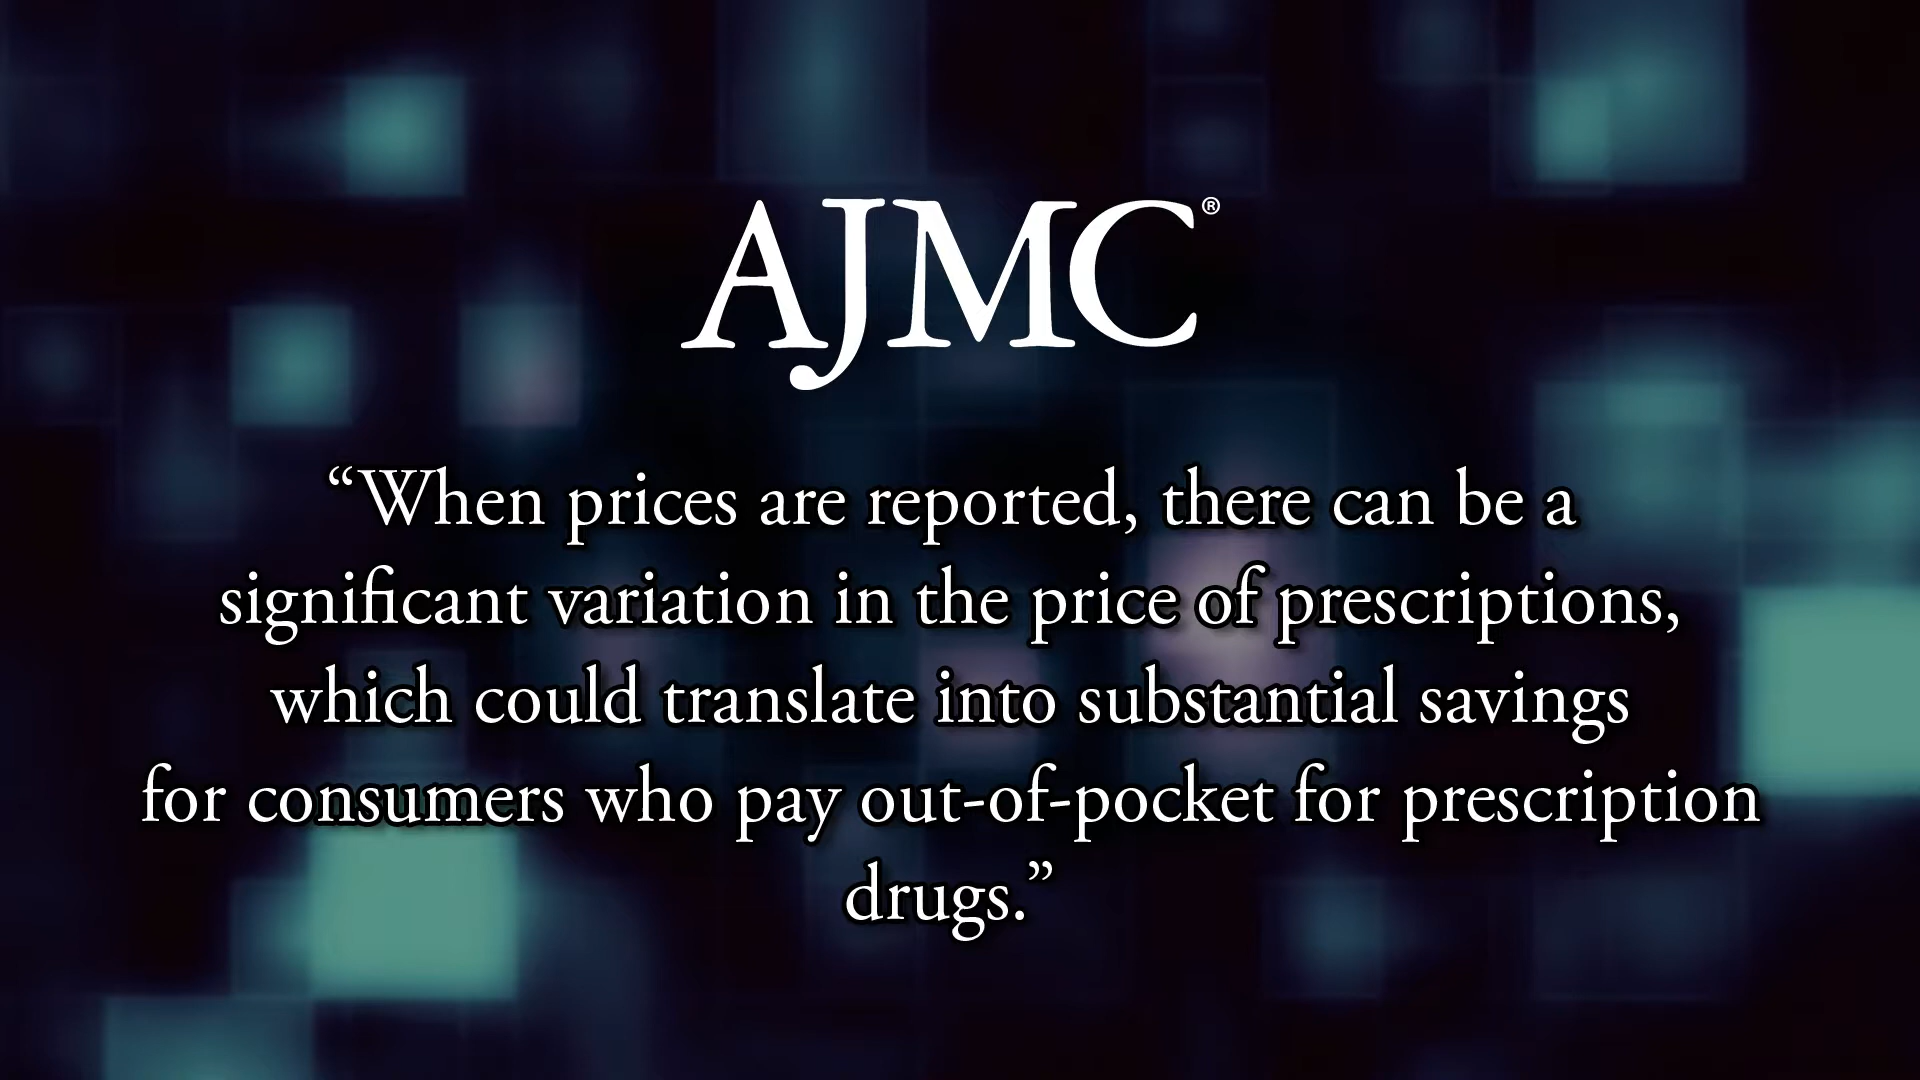 AJMC®
“When prices are reported, there can be a
significant variation in the price of prescriptions,
which could translate into substantial savings
for consumers who pay out-of-pocket for prescription
drugs.”